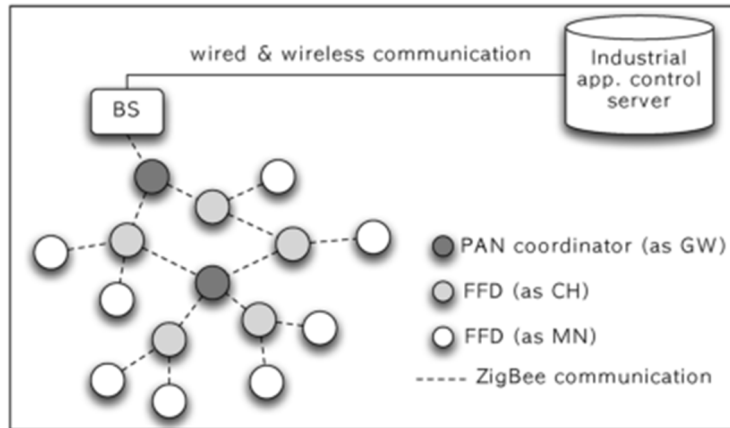 wired & wireless communication
Industrial
app. control
server
BS
PAN coordinator (as GW)
FFD (as CH)
FFD (as MN)
ZigBee communication